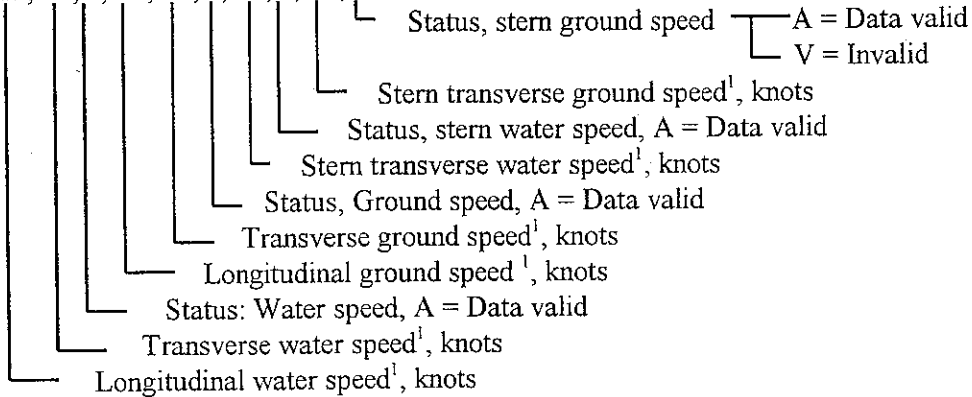 Status, stern ground speed A = Data valid
V = Invalid
Stern transverse ground speed¹, knots
Status, stern water speed, A = Data valid
Stern transverse water speed¹, knots
Status, Ground speed, A = Data valid
Transverse ground speed¹, knots
Longitudinal ground speed ¹, knots
Status: Water speed, A = Data valid
Transverse water speed¹, knots
Longitudinal water speed¹, knots